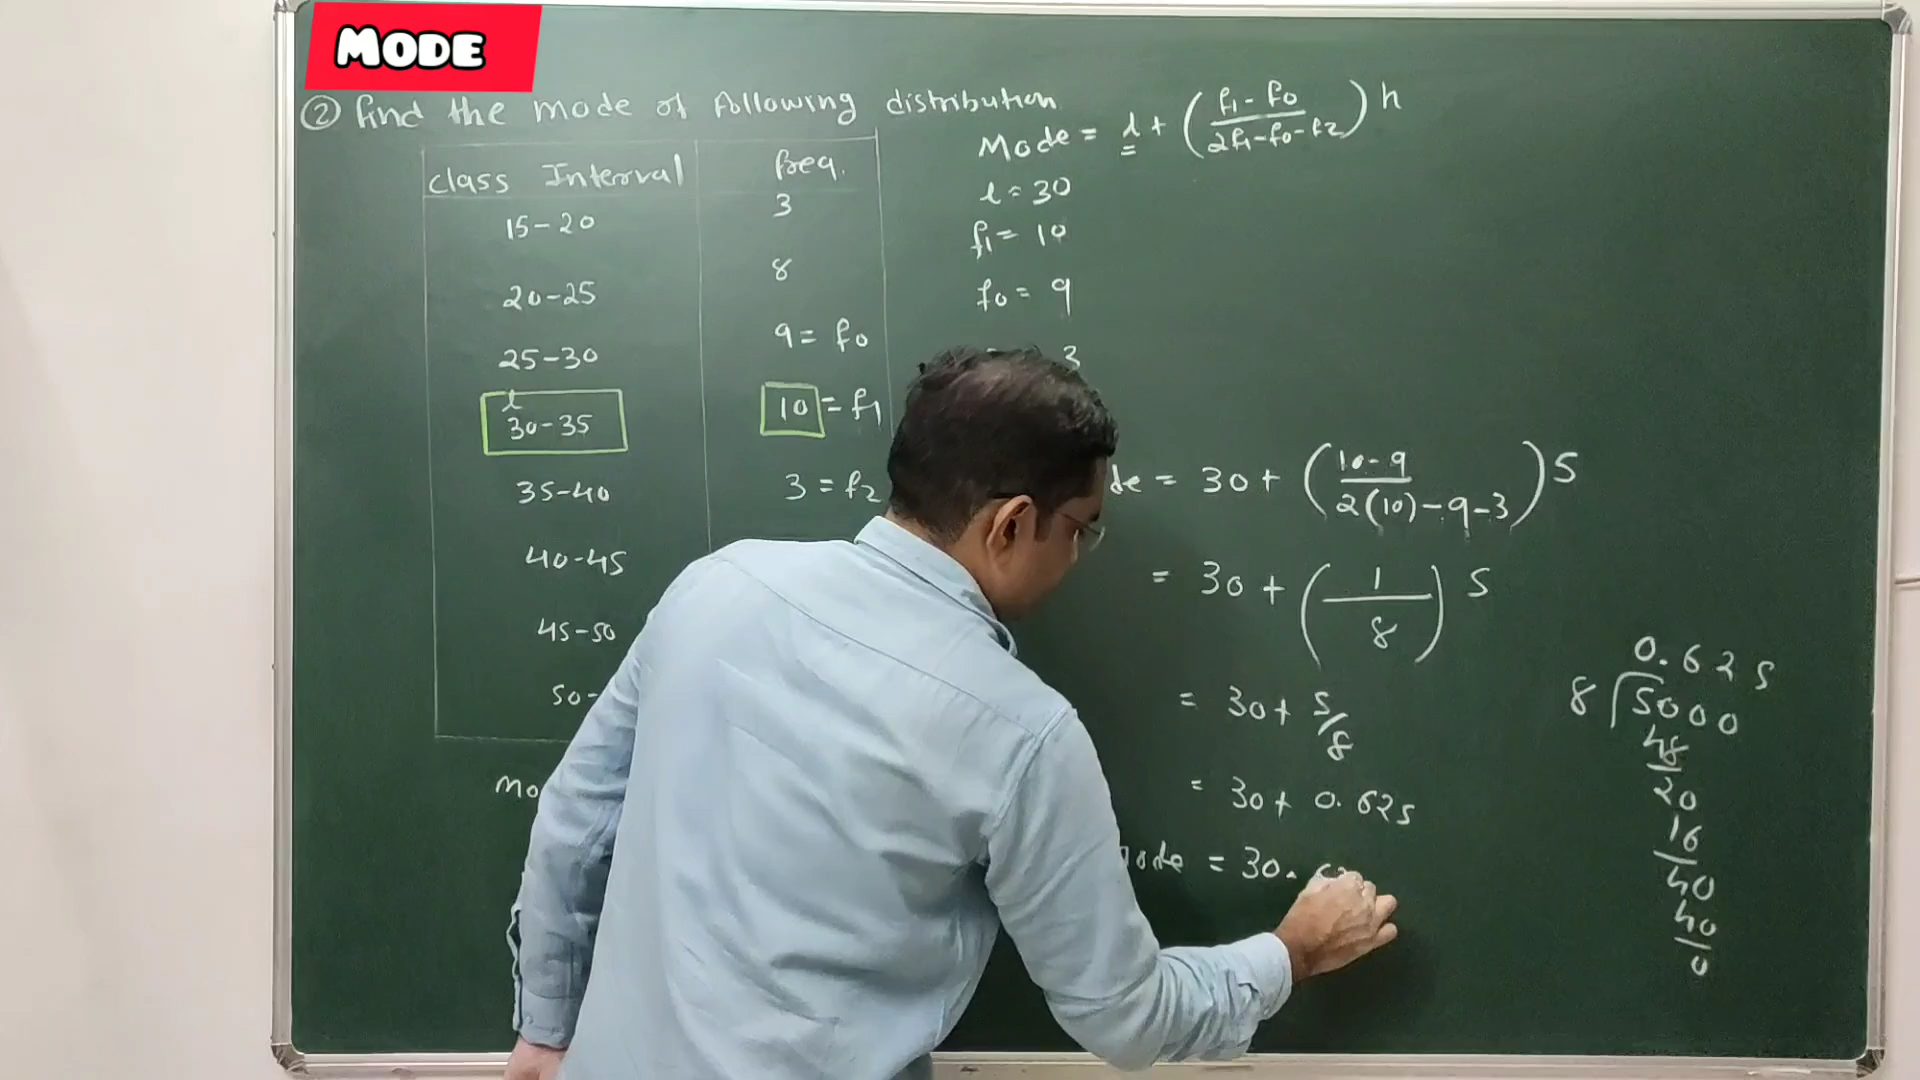 MODE
② Find the mode of following distribution
Class Interval freq.
15-20 3
20-25 8
25-30 9 = f0
l
30-35 10 = f1
35-40 3 = f2
40-45
45-50
50-
Mode = l + (f1 - f0 / 2f1 - f0 - f2) h
l = 30
f1 = 10
f0 = 9
3
= 30 + (10-9 / 2(10) - 9 - 3) 5
= 30 + (1 / 8) 5
= 30 + 5/8
= 30 + 0.625
= 30.
0.625
8 5000
48
20
16
40
40
0